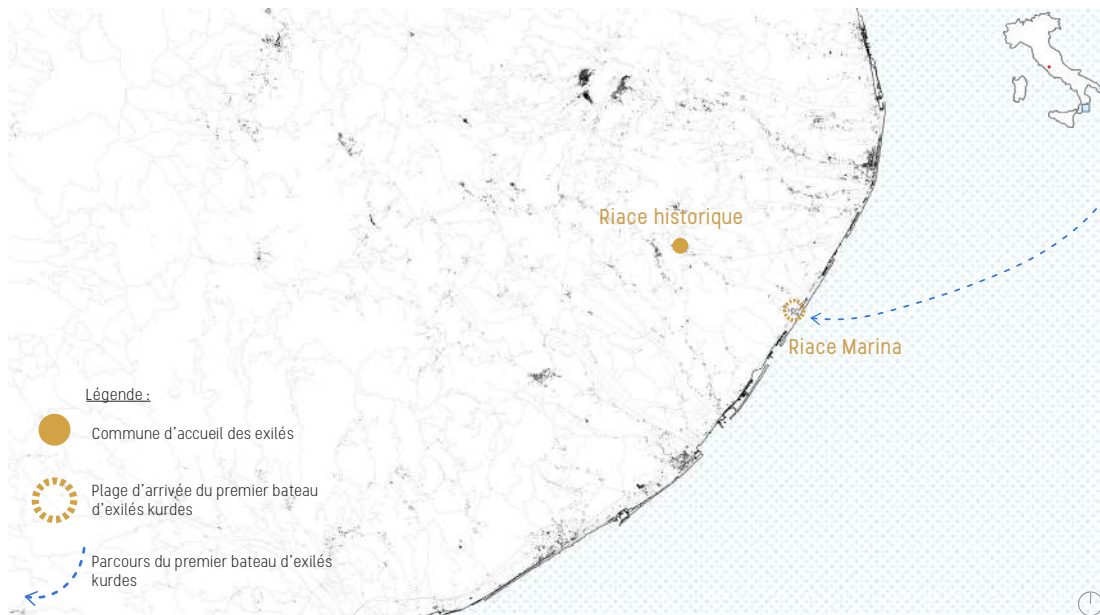 Riace historique
Riace Marina
Légende :
Commune d'accueil des exilés
Plage d'arrivée du premier bateau
d'exilés kurdes
Parcours du premier bateau d'exilés
kurdes